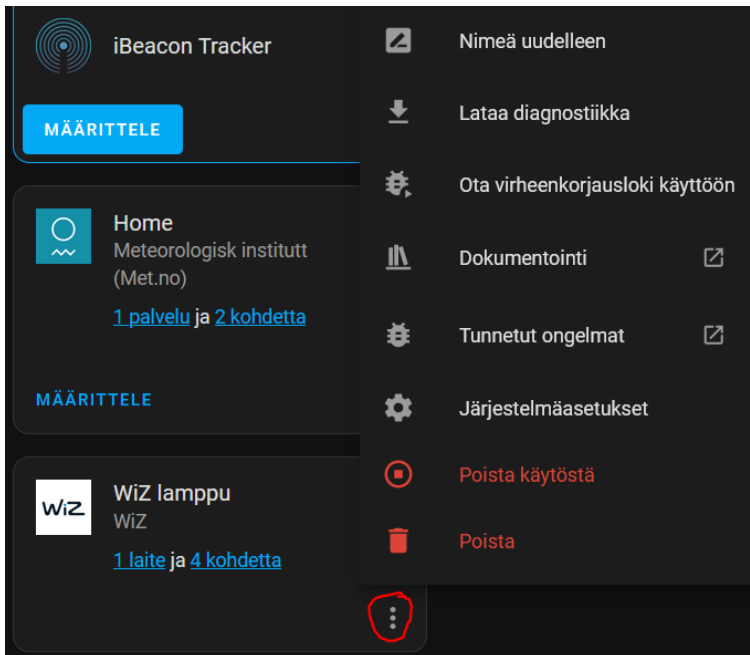 iBeacon Tracker
MÄÄRITTELE
Home
Meteorologisk institutt
(Met.no)
1 palvelu ja 2 kohdetta
MÄÄRITTELE
WiZ
WiZ lamppu
WiZ
1 laite ja 4 kohdetta
Nimeä uudelleen
Lataa diagnostiikka
Ota virheenkorjausloki käyttöön
Dokumentointi
Tunnetut ongelmat
Järjestelmäasetukset
Poista käytöstä
Poista